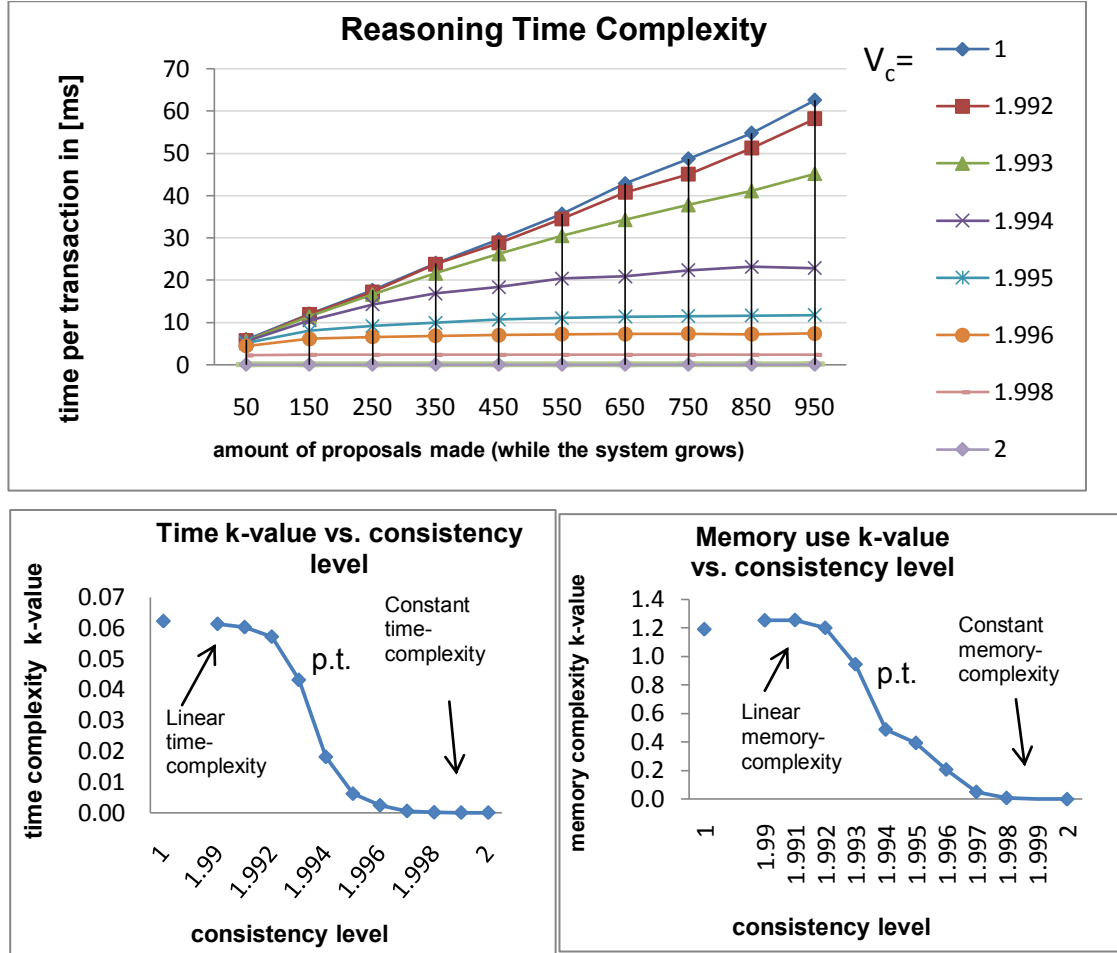 Reasoning Time Complexity
time per transaction in [ms]
70
60
50
40
30
20
10
0
50 150 250 350 450 550 650 750 850 950
amount of proposals made (while the system grows)
Vc=
1
1.992
1.993
1.994
1.995
1.996
1.998
2
Time k-value vs. consistency
level
time complexity k-value
0.07
0.06
0.05
0.04
0.03
0.02
0.01
0.00
Constant
time-
complexity
p.t.
Linear
time-
complexity
1 1.99 1.992 1.994 1.996 1.998 2
consistency level
Memory use k-value
vs. consistency level
memory complexity k-value
1.4
1.2
1.0
0.8
0.6
0.4
0.2
0.0
Constant
memory-
complexity
p.t.
Linear
memory-
complexity
1 1.99 1.991 1.992 1.993 1.994 1.995 1.996 1.997 1.998 1.999 2
consistency level